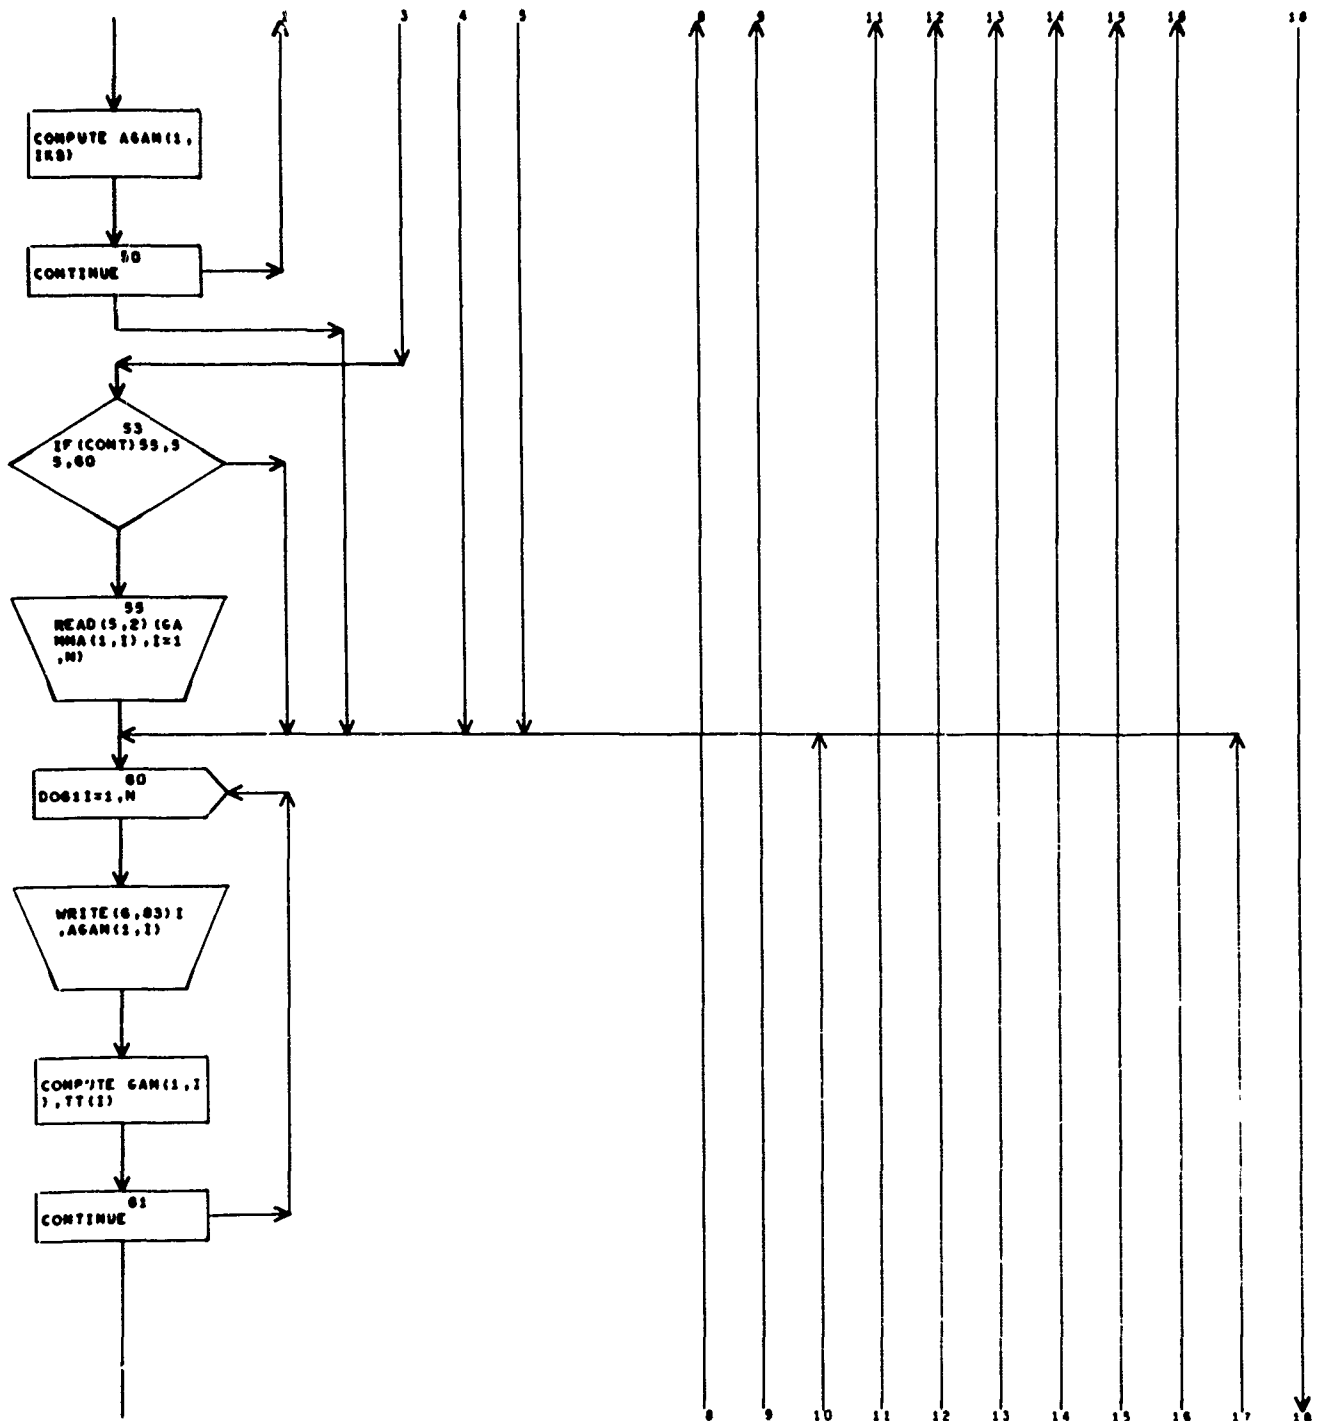 1 3 4 5 8 9 11 12 13 14 15 16 18
COMPUTE AGAM(1,
IKB)
50
CONTINUE
53
IF(CONT)55,5
5,60
55
READ(5,2)(GA
MMA(1,I),I=1
,N)
60
DO61I=1,N
WRITE(6,83)I
,AGAM(1,I)
COMPUTE GAM(1,I
),TT(I)
61
CONTINUE
8 9 10 11 12 13 14 15 16 17 18